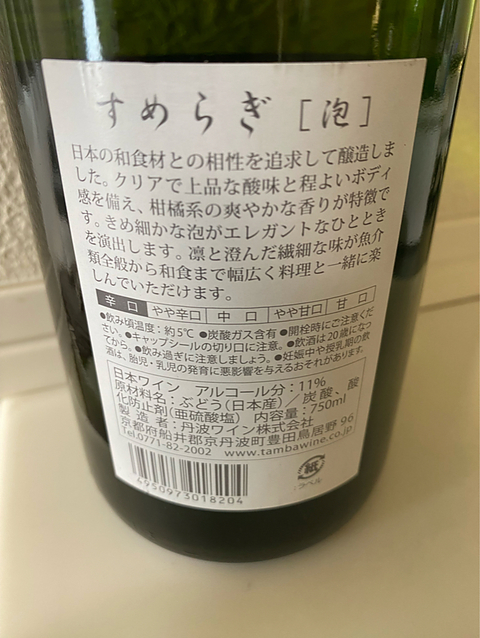 すめらぎ［泡］
日本の和食材との相性を追求して醸造しま
した。クリアで上品な酸味と程よいボディ
感を備え、柑橘系の爽やかな香りが特徴で
す。きめ細かな泡がエレガントなひととき
を演出します。凛と澄んだ繊細な味が魚介
類全般から和食まで幅広く料理と一緒に楽
しんでいただけます。
辛 口 やや辛口 中 口 やや甘口 甘 口
●飲み頃温度：約5℃ ●炭酸ガス含有 ●開栓時にご注意くだ
さい。●キャップシールの切り口に注意。●飲酒は20歳になっ
てから。●飲み過ぎに注意しましょう。●妊娠中や授乳期の飲
酒は、胎児・乳児の発育に悪影響を与えるおそれがあります。
日本ワイン アルコール分：11%
原材料名：ぶどう（日本産）／炭酸、酸
化防止剤（亜硫酸塩） 内容量：750ml
製 造 者：丹波ワイン株式会社
京都府船井郡京丹波町豊田鳥居野 96
Tel.0771-82-2002 www.tambawine.co.jp
4990973018204
紙
ラベル